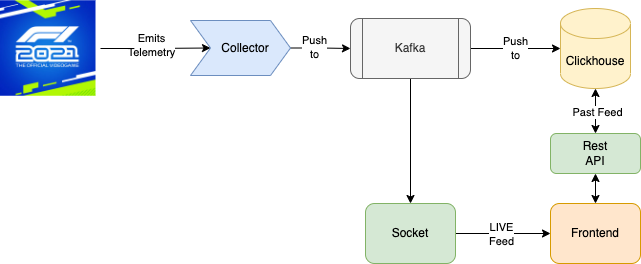 F1
2021
THE OFFICIAL VIDEOGAME
Emits
Telemetry
Collector
Push
to
Kafka
Push
to
Clickhouse
Past Feed
Rest
API
Socket
LIVE
Feed
Frontend